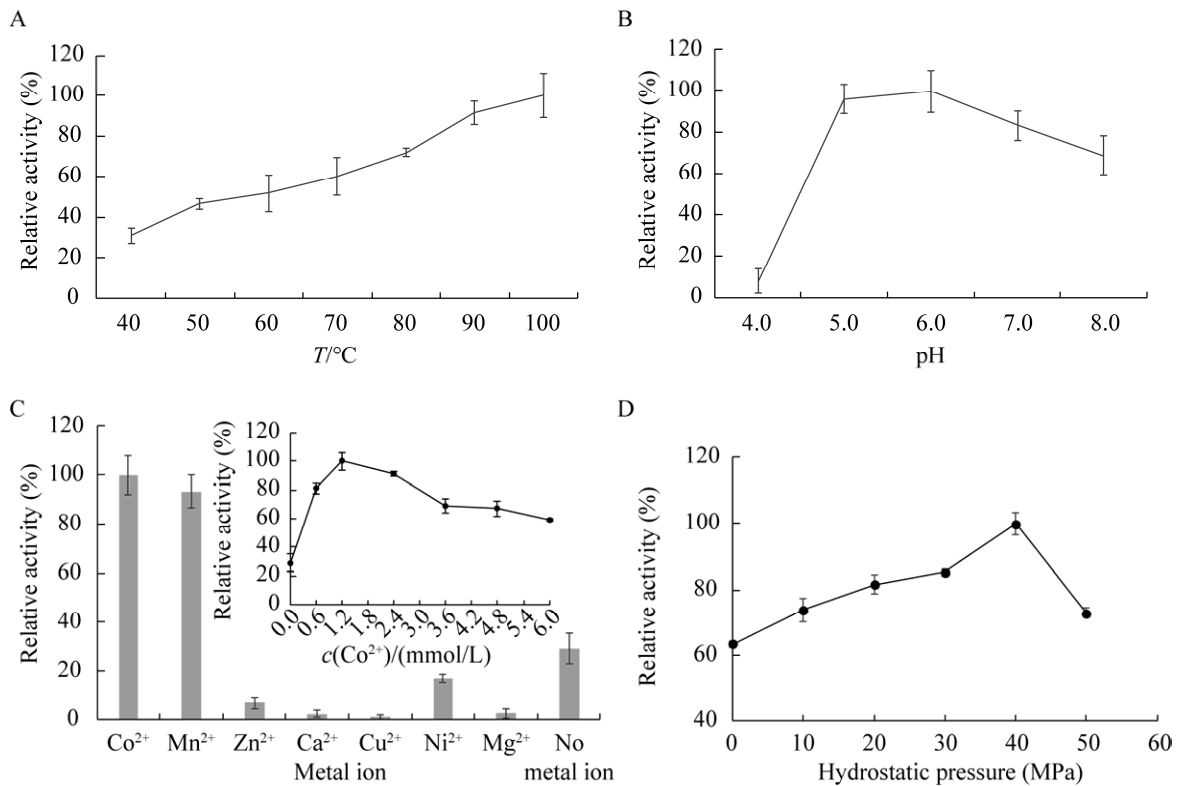 A
Relative activity (%)
120
100
80
60
40
20
0
40 50 60 70 80 90 100
T/°C
B
Relative activity (%)
120
100
80
60
40
20
0
4.0 5.0 6.0 7.0 8.0
pH
C
Relative activity (%)
120
100
80
60
40
20
0
Co²⁺ Mn²⁺ Zn²⁺ Ca²⁺ Cu²⁺ Ni²⁺ Mg²⁺ No
metal ion
Metal ion
Relative activity (%)
120
100
80
60
40
20
0
0.0 0.6 1.2 1.8 2.4 3.0 3.6 4.2 4.8 5.4 6.0
c(Co²⁺)/(mmol/L)
D
Relative activity (%)
120
100
80
60
40
0 10 20 30 40 50 60
Hydrostatic pressure (MPa)